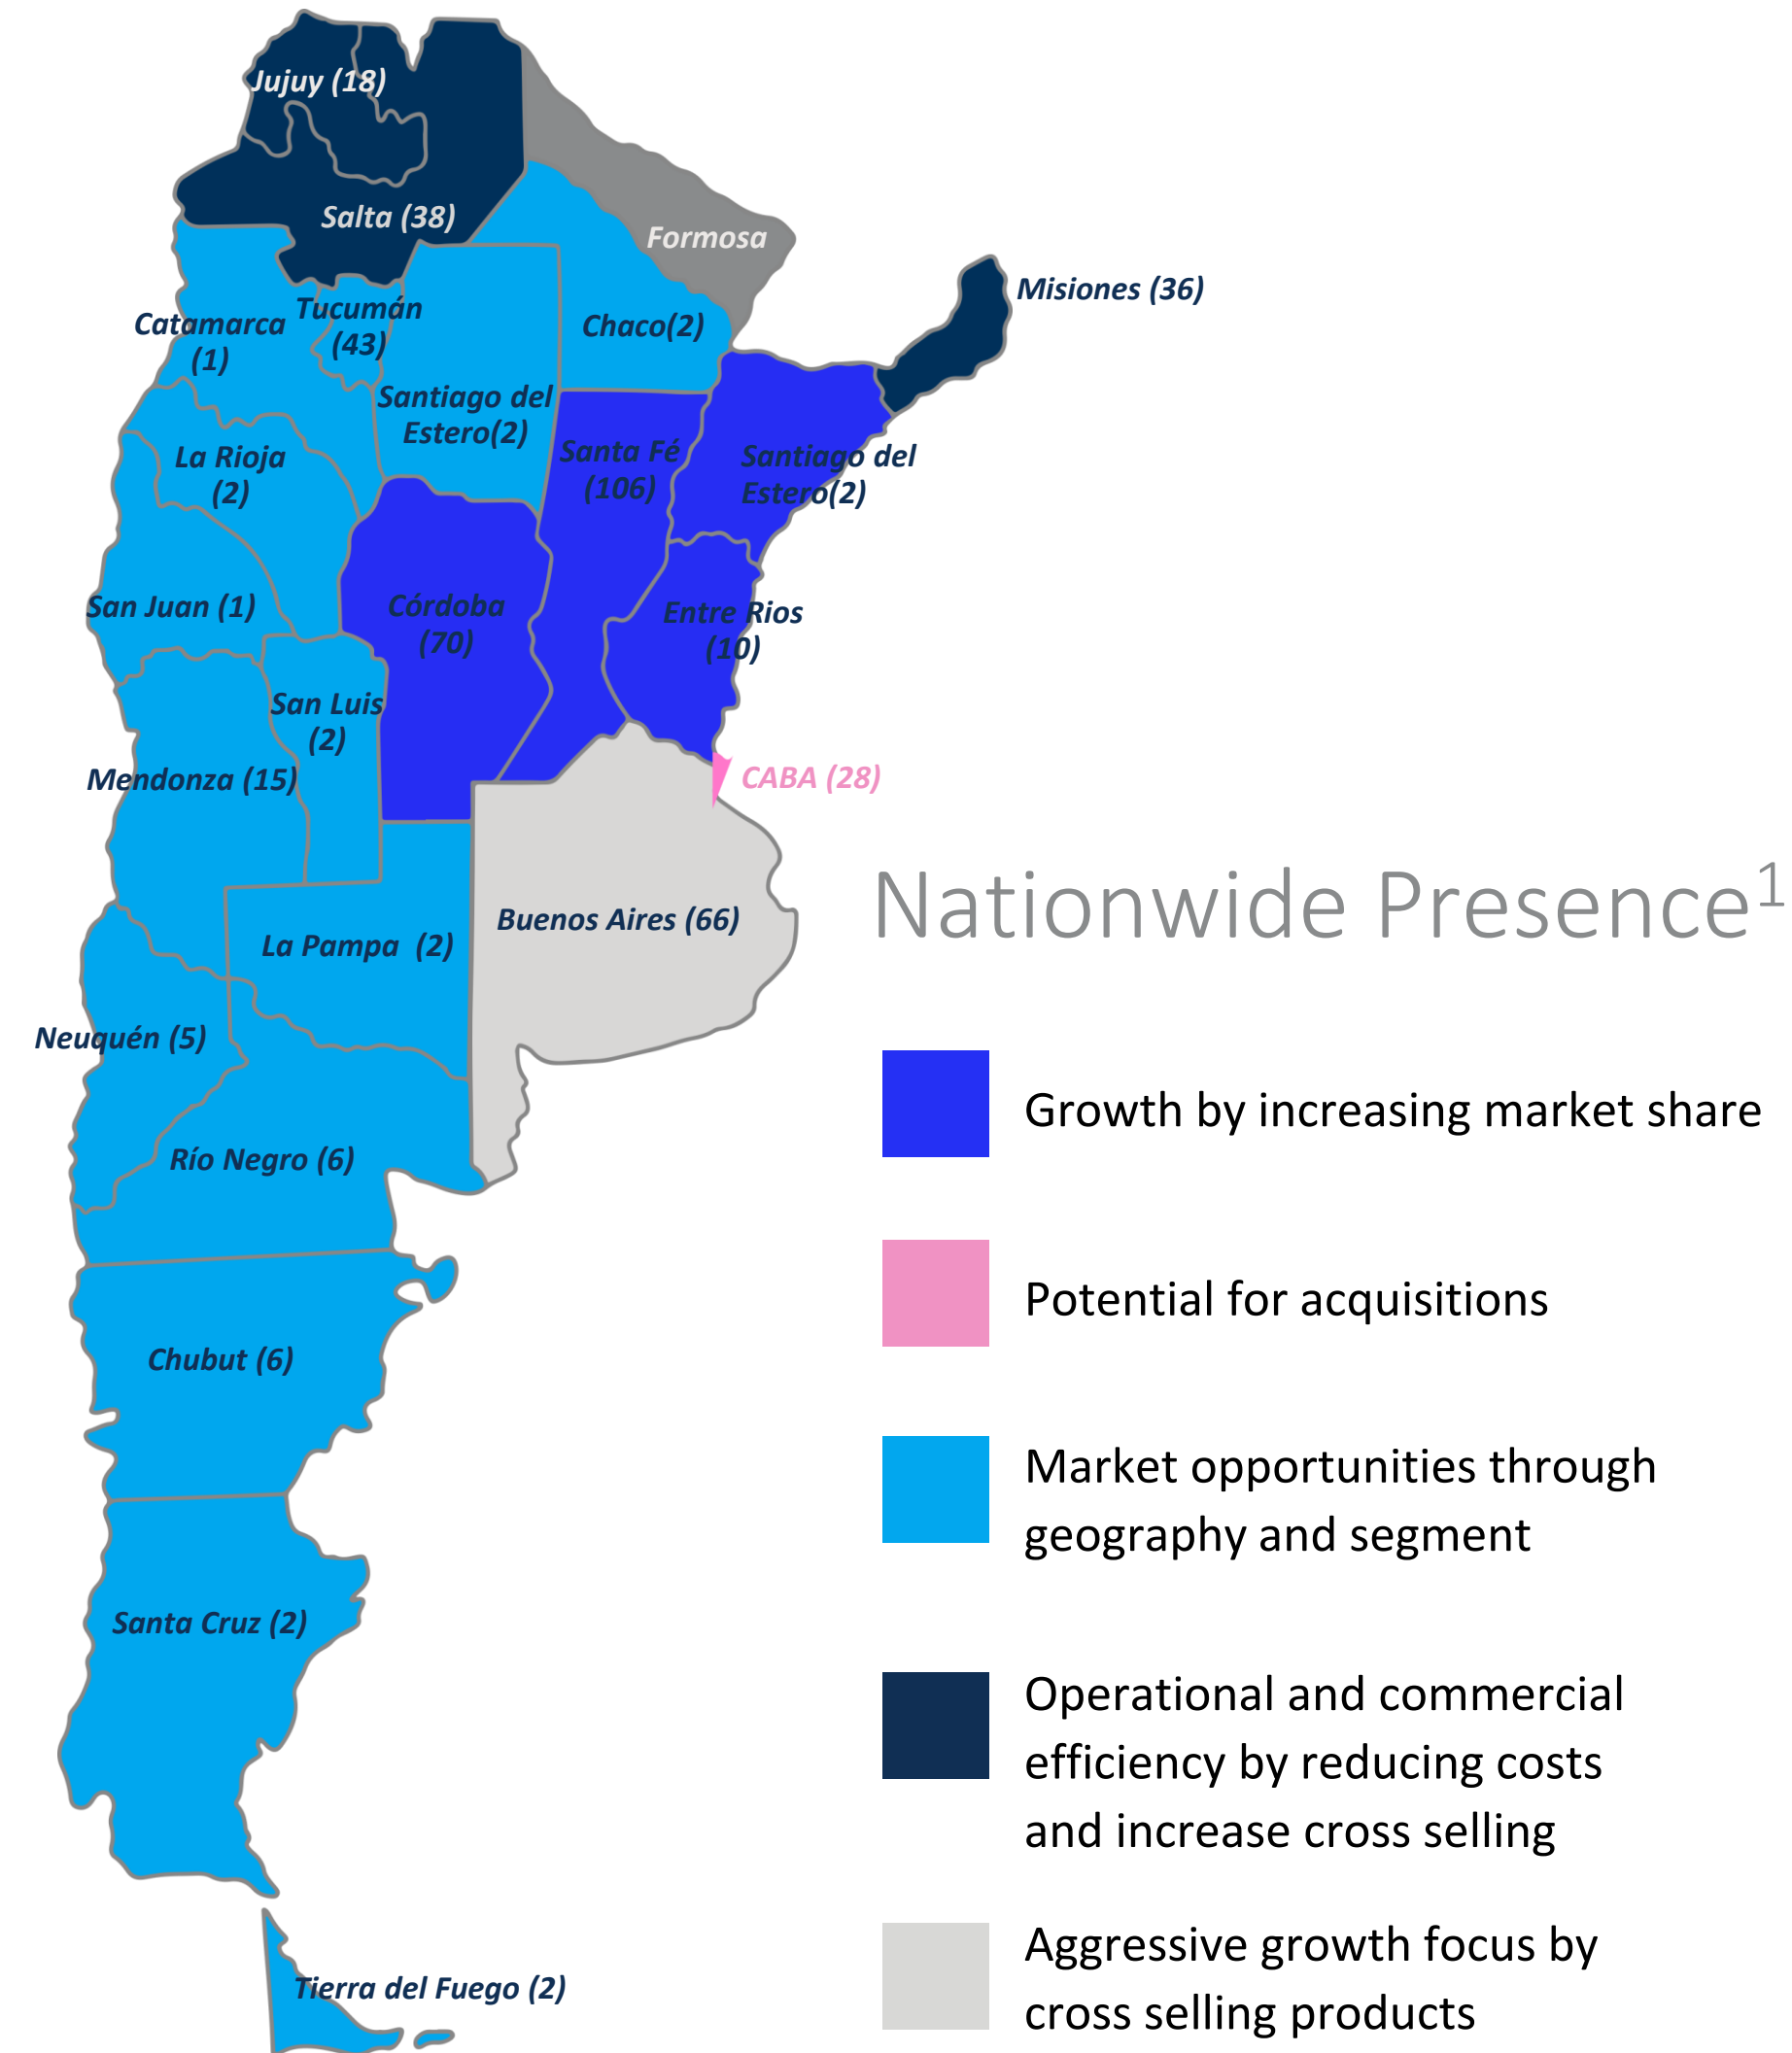 Jujuy (18)
Salta (38)
Formosa
Misiones (36)
Tucumán
(43)
Catamarca
(1)
Chaco(2)
Santiago del
Estero(2)
Santa Fé
(106)
Santiago del
Estero(2)
La Rioja
(2)
San Juan (1)
Córdoba
(70)
Entre Rios
(10)
San Luis
(2)
Mendonza (15)
CABA (28)
Buenos Aires (66)
La Pampa (2)
Neuquén (5)
Río Negro (6)
Chubut (6)
Santa Cruz (2)
Tierra del Fuego (2)
Nationwide Presence1
Growth by increasing market share
Potential for acquisitions
Market opportunities through
geography and segment
Operational and commercial
efficiency by reducing costs
and increase cross selling
Aggressive growth focus by
cross selling products